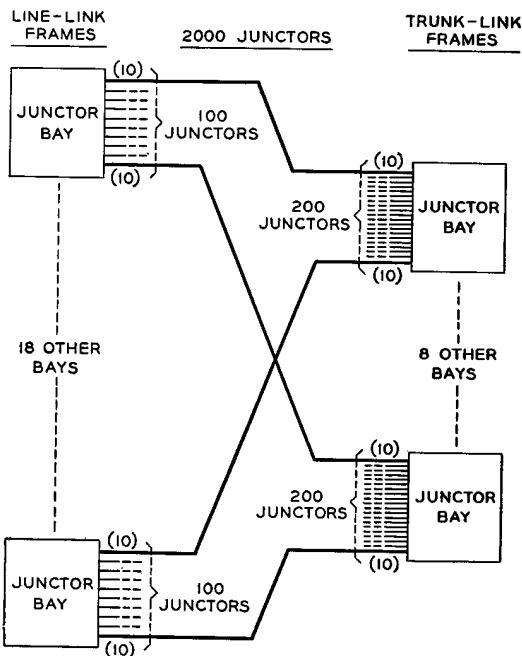 LINE-LINK
FRAMES
2000 JUNCTORS
TRUNK-LINK
FRAMES
(10)
JUNCTOR
BAY
100
JUNCTORS
(10)
(10)
200
JUNCTORS
JUNCTOR
BAY
(10)
18 OTHER
BAYS
8 OTHER
BAYS
(10)
200
JUNCTORS
JUNCTOR
BAY
(10)
(10)
JUNCTOR
BAY
100
JUNCTORS
(10)